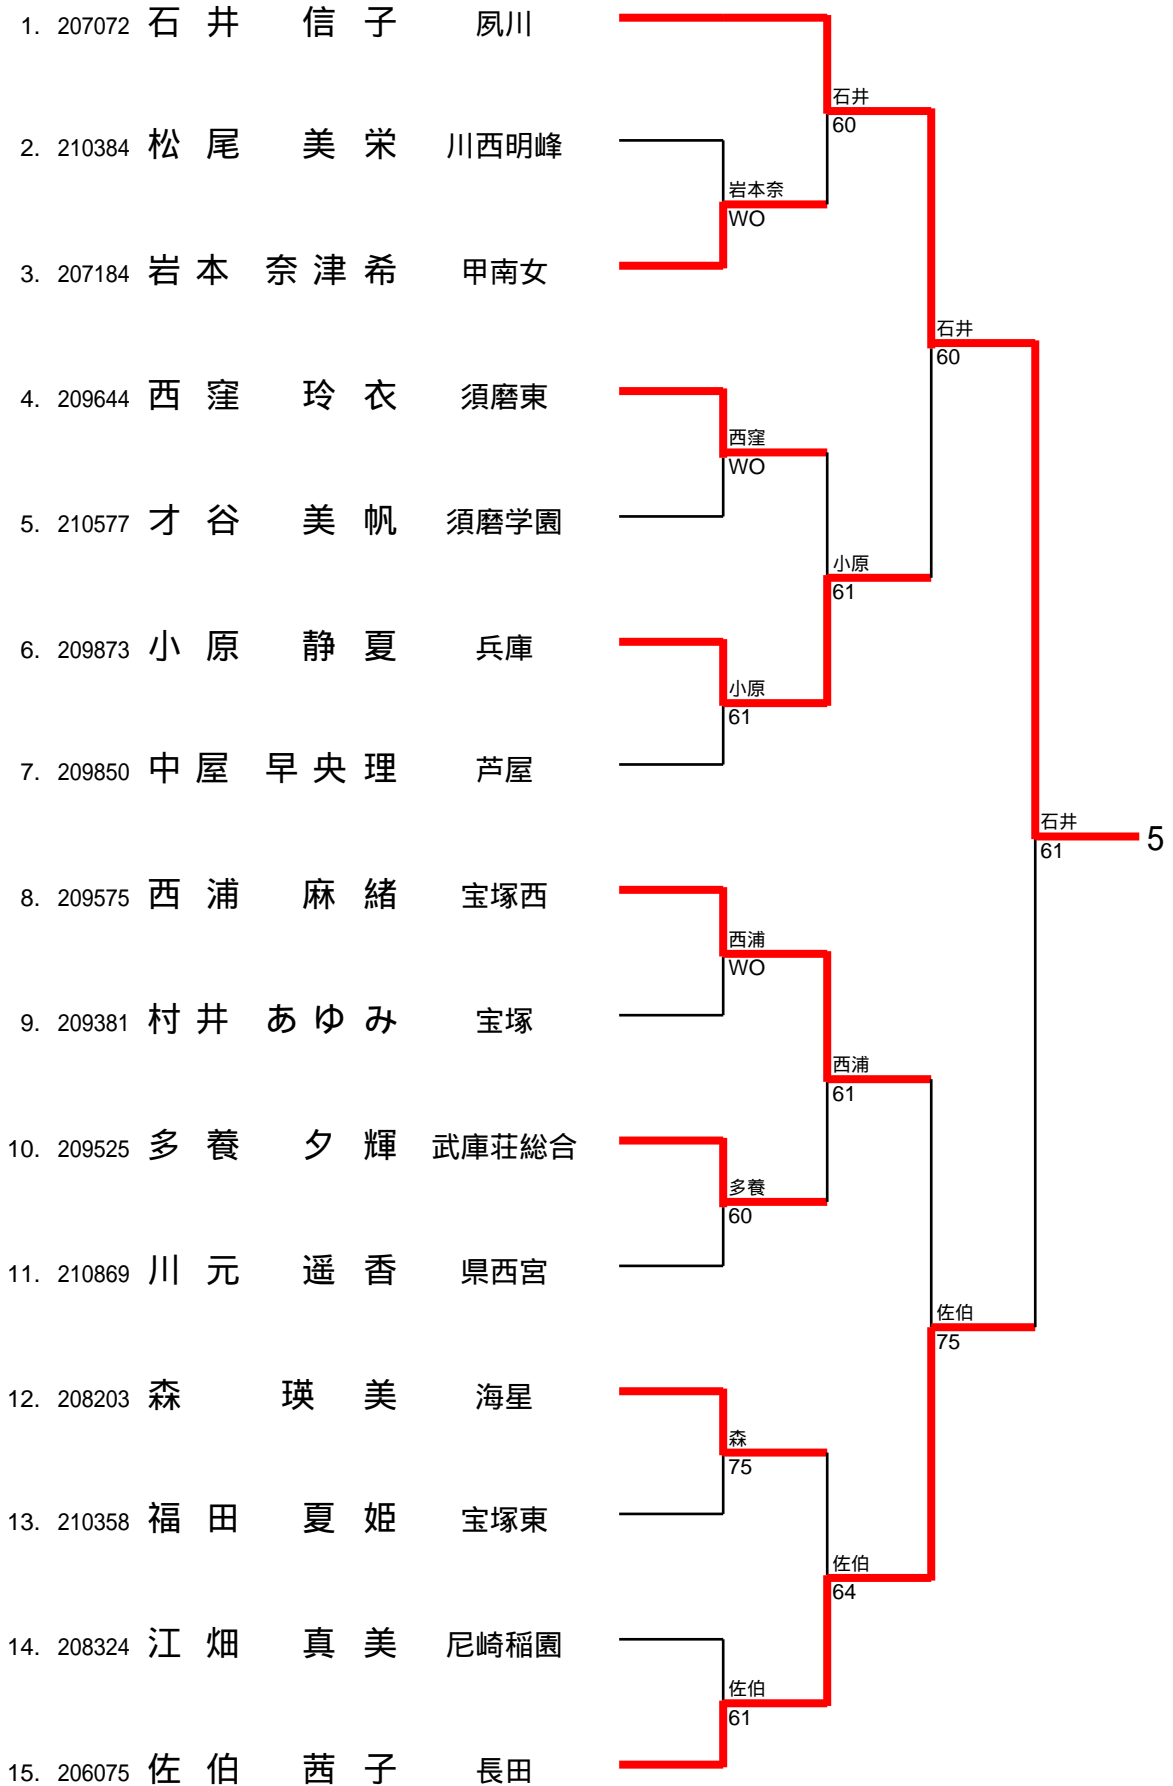 1. 207072 石井 信子 夙川
石井
60
2. 210384 松尾 美栄 川西明峰
岩本奈
WO
3. 207184 岩本 奈津希 甲南女
石井
60
4. 209644 西窪 玲衣 須磨東
西窪
WO
5. 210577 才谷 美帆 須磨学園
小原
61
6. 209873 小原 静夏 兵庫
小原
61
7. 209850 中屋 早央理 芦屋
石井
61
5
8. 209575 西浦 麻緒 宝塚西
西浦
WO
9. 209381 村井 あゆみ 宝塚
西浦
61
10. 209525 多養 夕輝 武庫荘総合
多養
60
11. 210869 川元 遥香 県西宮
佐伯
75
12. 208203 森 瑛美 海星
森
75
13. 210358 福田 夏姫 宝塚東
佐伯
64
14. 208324 江畑 真美 尼崎稲園
佐伯
61
15. 206075 佐伯 茜子 長田